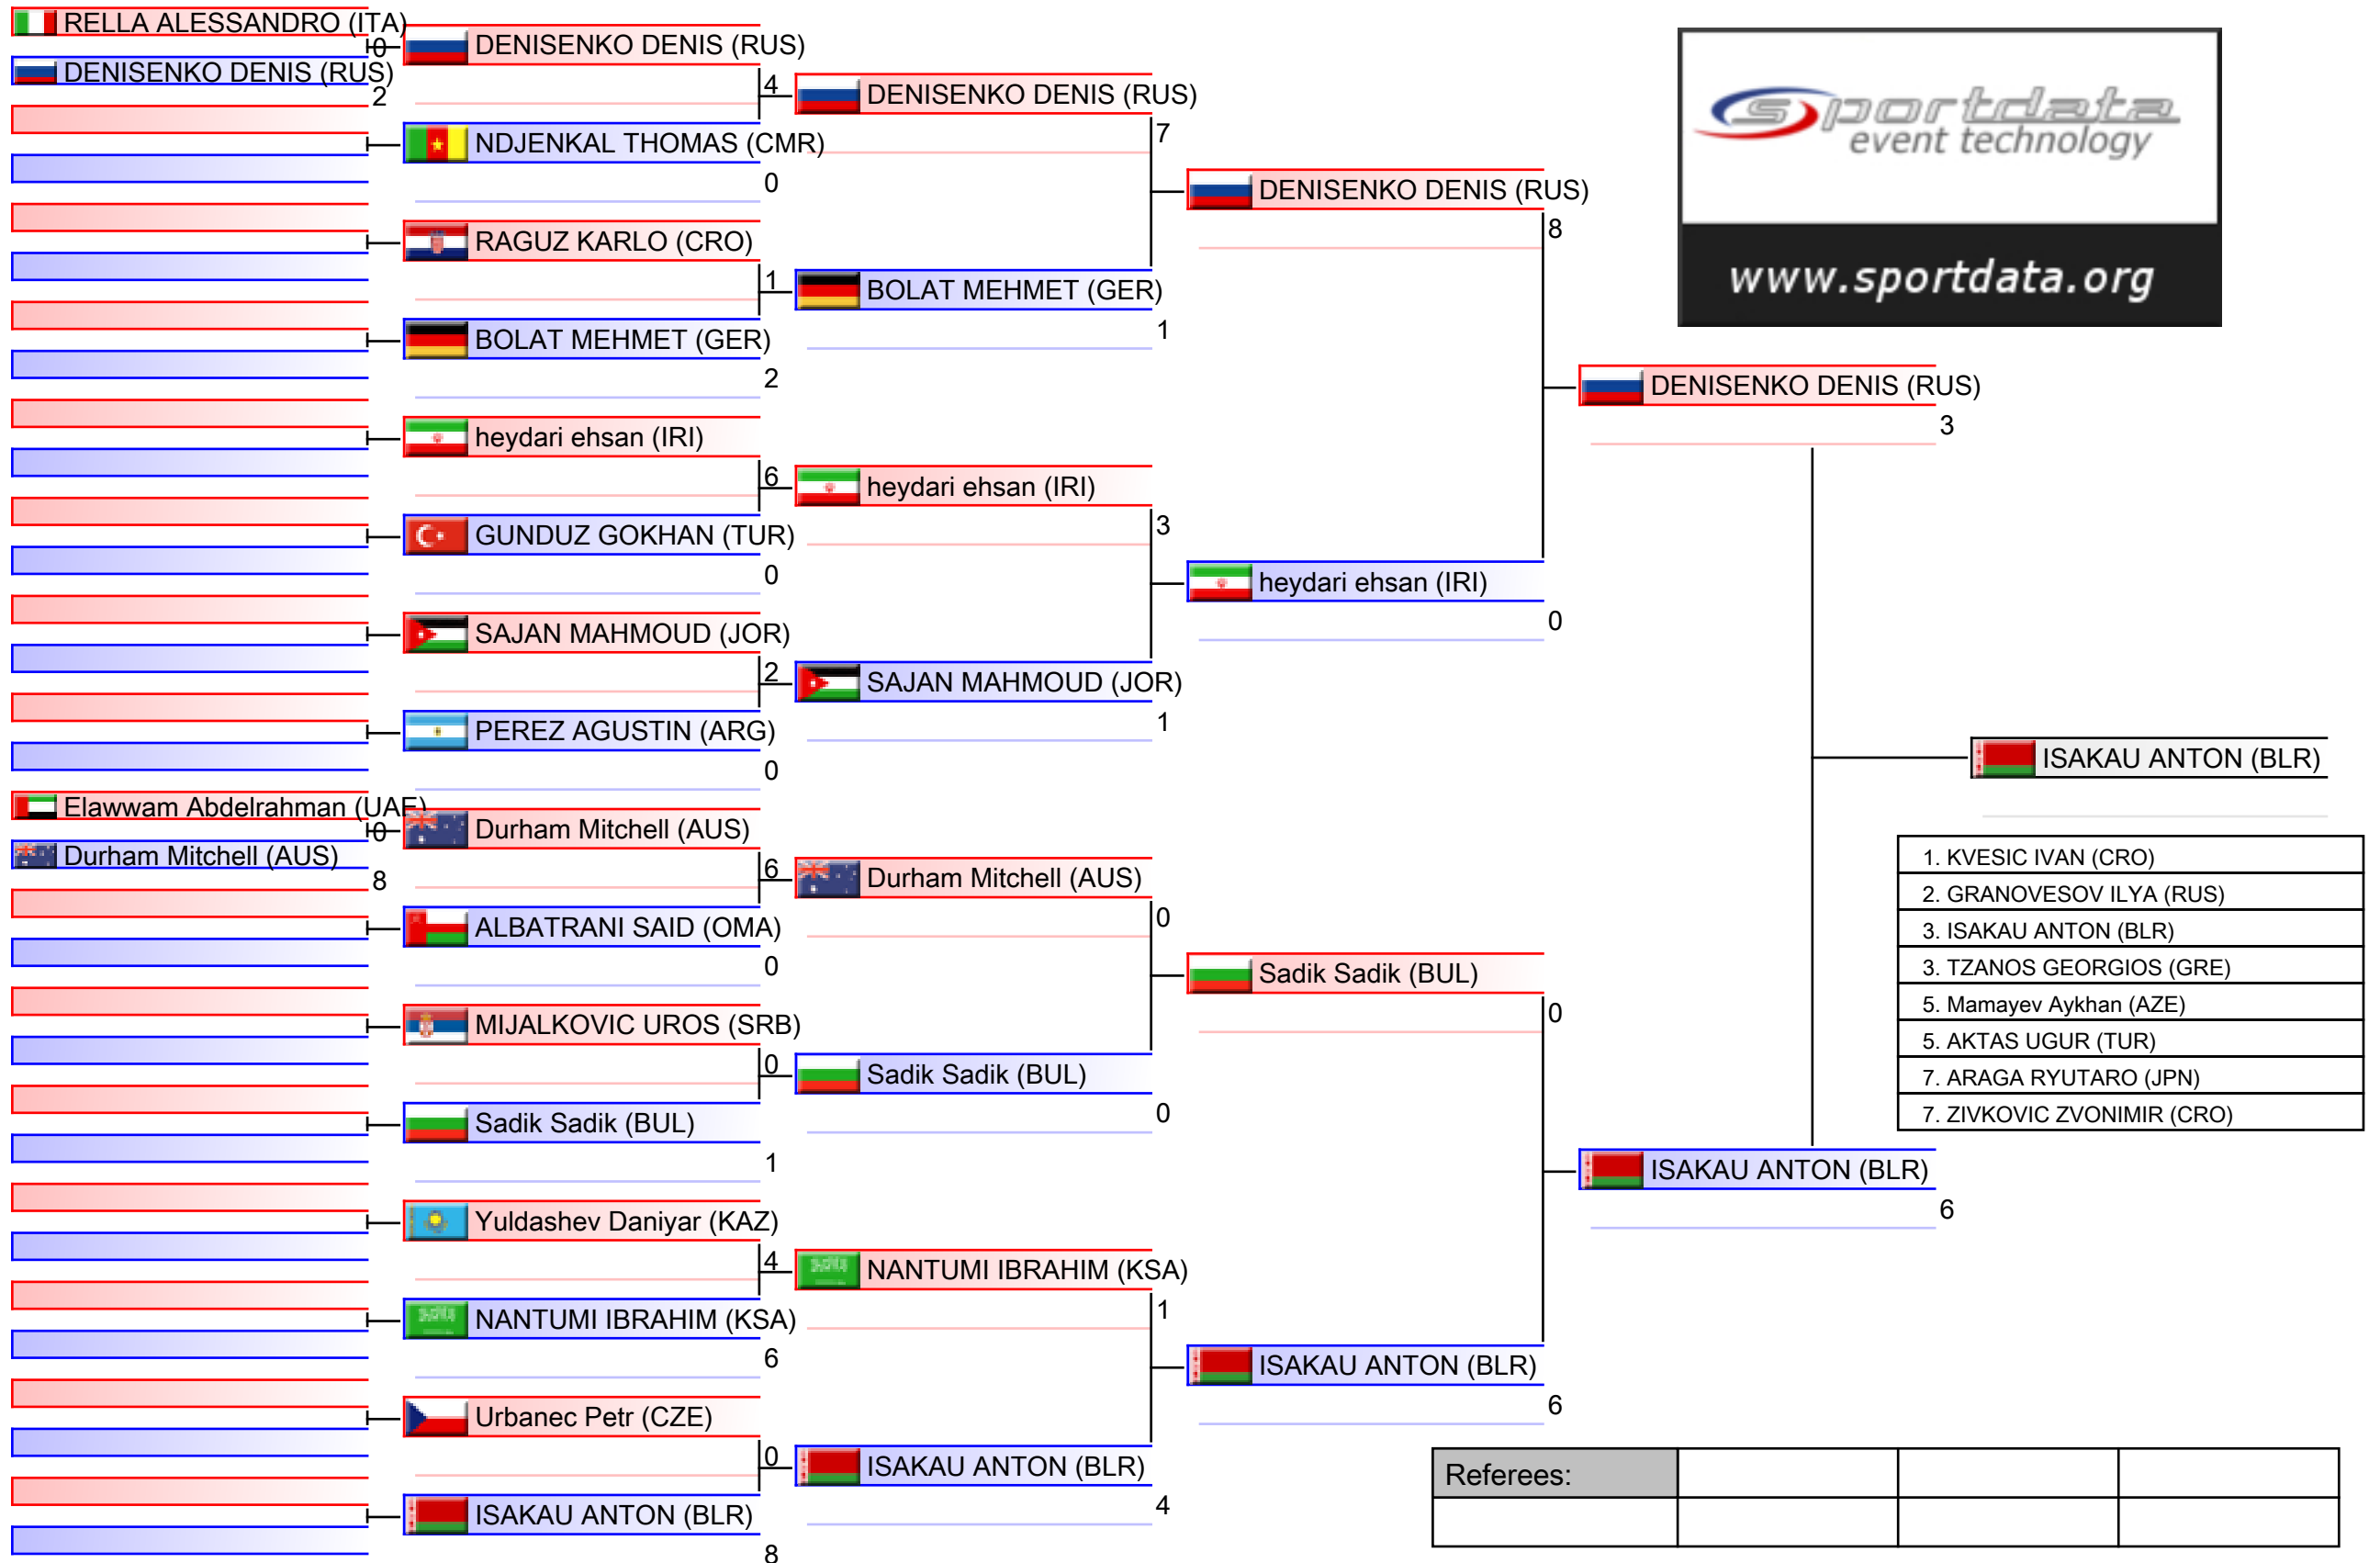 RELLA ALESSANDRO (ITA)
0
DENISENKO DENIS (RUS)
2
Elawwam Abdelrahman (UAE)
0
Durham Mitchell (AUS)
8
DENISENKO DENIS (RUS)
4
NDJENKAL THOMAS (CMR)
0
RAGUZ KARLO (CRO)
1
BOLAT MEHMET (GER)
2
heydari ehsan (IRI)
6
GUNDUZ GOKHAN (TUR)
0
SAJAN MAHMOUD (JOR)
2
PEREZ AGUSTIN (ARG)
0
Durham Mitchell (AUS)
6
ALBATRANI SAID (OMA)
0
MIJALKOVIC UROS (SRB)
0
Sadik Sadik (BUL)
1
Yuldashev Daniyar (KAZ)
4
NANTUMI IBRAHIM (KSA)
6
Urbanec Petr (CZE)
0
ISAKAU ANTON (BLR)
8
DENISENKO DENIS (RUS)
7
BOLAT MEHMET (GER)
1
heydari ehsan (IRI)
3
SAJAN MAHMOUD (JOR)
1
Durham Mitchell (AUS)
0
Sadik Sadik (BUL)
0
NANTUMI IBRAHIM (KSA)
1
ISAKAU ANTON (BLR)
4
DENISENKO DENIS (RUS)
8
heydari ehsan (IRI)
0
Sadik Sadik (BUL)
0
ISAKAU ANTON (BLR)
6
DENISENKO DENIS (RUS)
3
ISAKAU ANTON (BLR)
6
ISAKAU ANTON (BLR)
sportdata
event technology
www.sportdata.org
1. KVESIC IVAN (CRO)
2. GRANOVESOV ILYA (RUS)
3. ISAKAU ANTON (BLR)
3. TZANOS GEORGIOS (GRE)
5. Mamayev Aykhan (AZE)
5. AKTAS UGUR (TUR)
7. ARAGA RYUTARO (JPN)
7. ZIVKOVIC ZVONIMIR (CRO)
Referees: